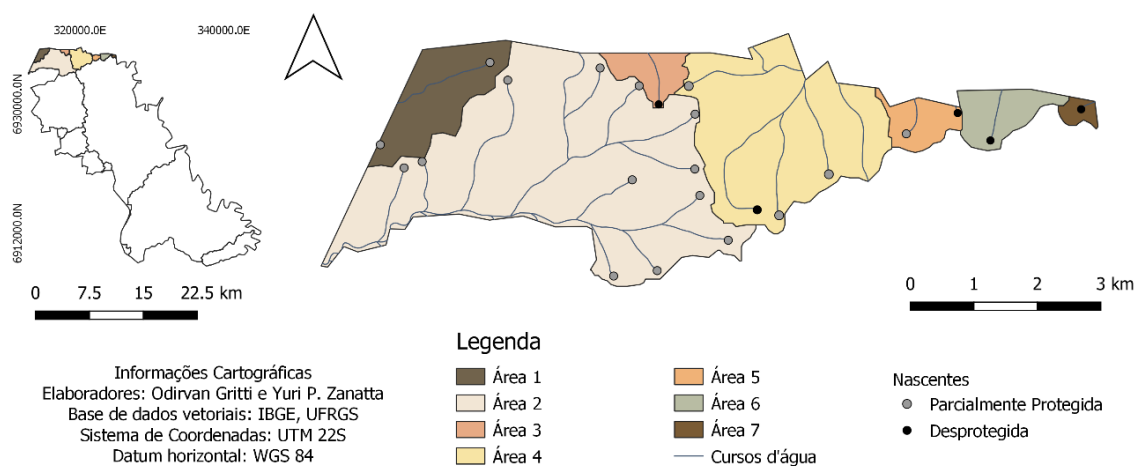 320000.0E
340000.0E
6930000.0N
6912​0000.0N
0 7.5 15 22.5 km
0 1 2 3 km
Informações Cartográficas
Elaboradores: Odirvan Gritti e Yuri P. Zanatta
Base de dados vetoriais: IBGE, UFRGS
Sistema de Coordenadas: UTM 22S
Datum horizontal: WGS 84
Legenda
Área 1
Área 2
Área 3
Área 4
Área 5
Área 6
Área 7
Cursos d'água
Nascentes
Parcialmente Protegida
Desprotegida